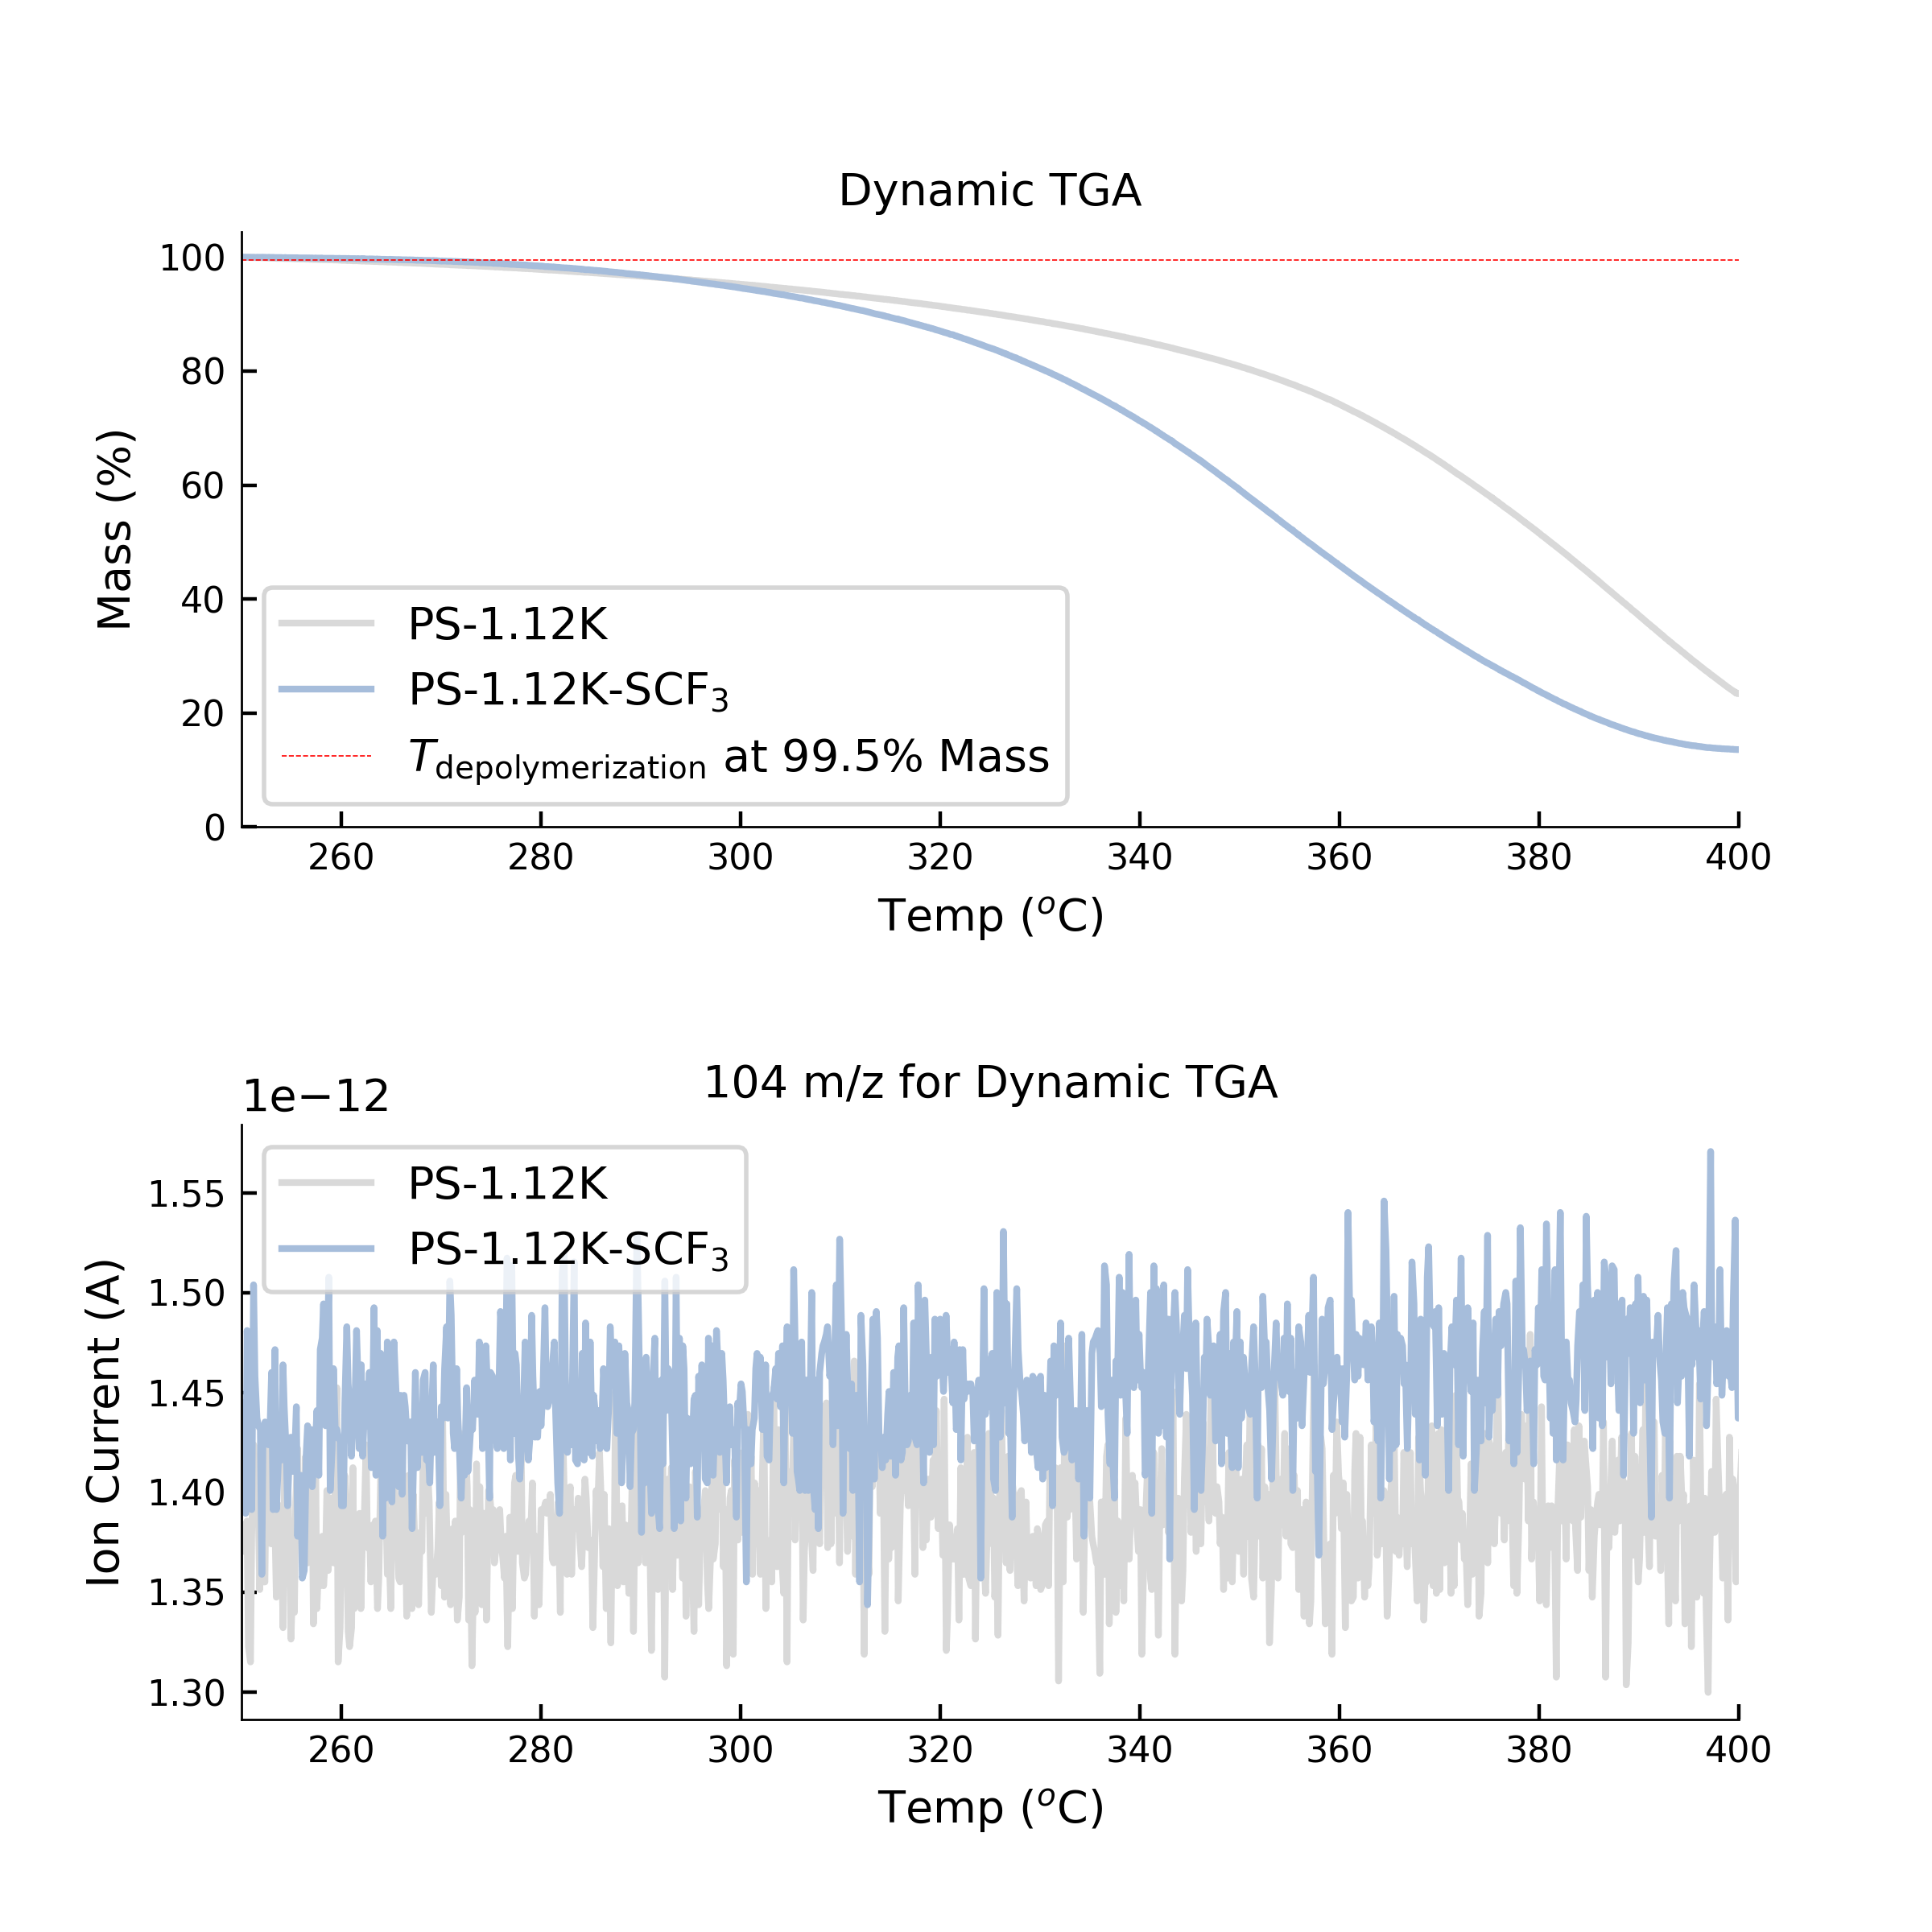 Dynamic TGA
100
80
60
40
20
0
Mass (%)
PS-1.12K
PS-1.12K-SCF₃
T_depolymerization at 99.5% Mass
260 280 300 320 340 360 380 400
Temp (°C)
104 m/z for Dynamic TGA
1e−12
1.55
1.50
1.45
1.40
1.35
1.30
Ion Current (A)
PS-1.12K
PS-1.12K-SCF₃
260 280 300 320 340 360 380 400
Temp (°C)